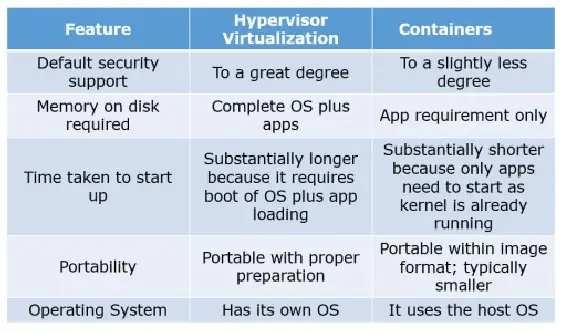 Feature
Hypervisor
Virtualization
Containers
Default security
support
To a great degree
To a slightly less
degree
Memory on disk
required
Complete OS plus
apps
App requirement only
Time taken to start
up
Substantially longer
because it requires
boot of OS plus app
loading
Substantially shorter
because only apps
need to start as
kernel is already
running
Portability
Portable with proper
preparation
Portable within image
format; typically
smaller
Operating System
Has its own OS
It uses the host OS